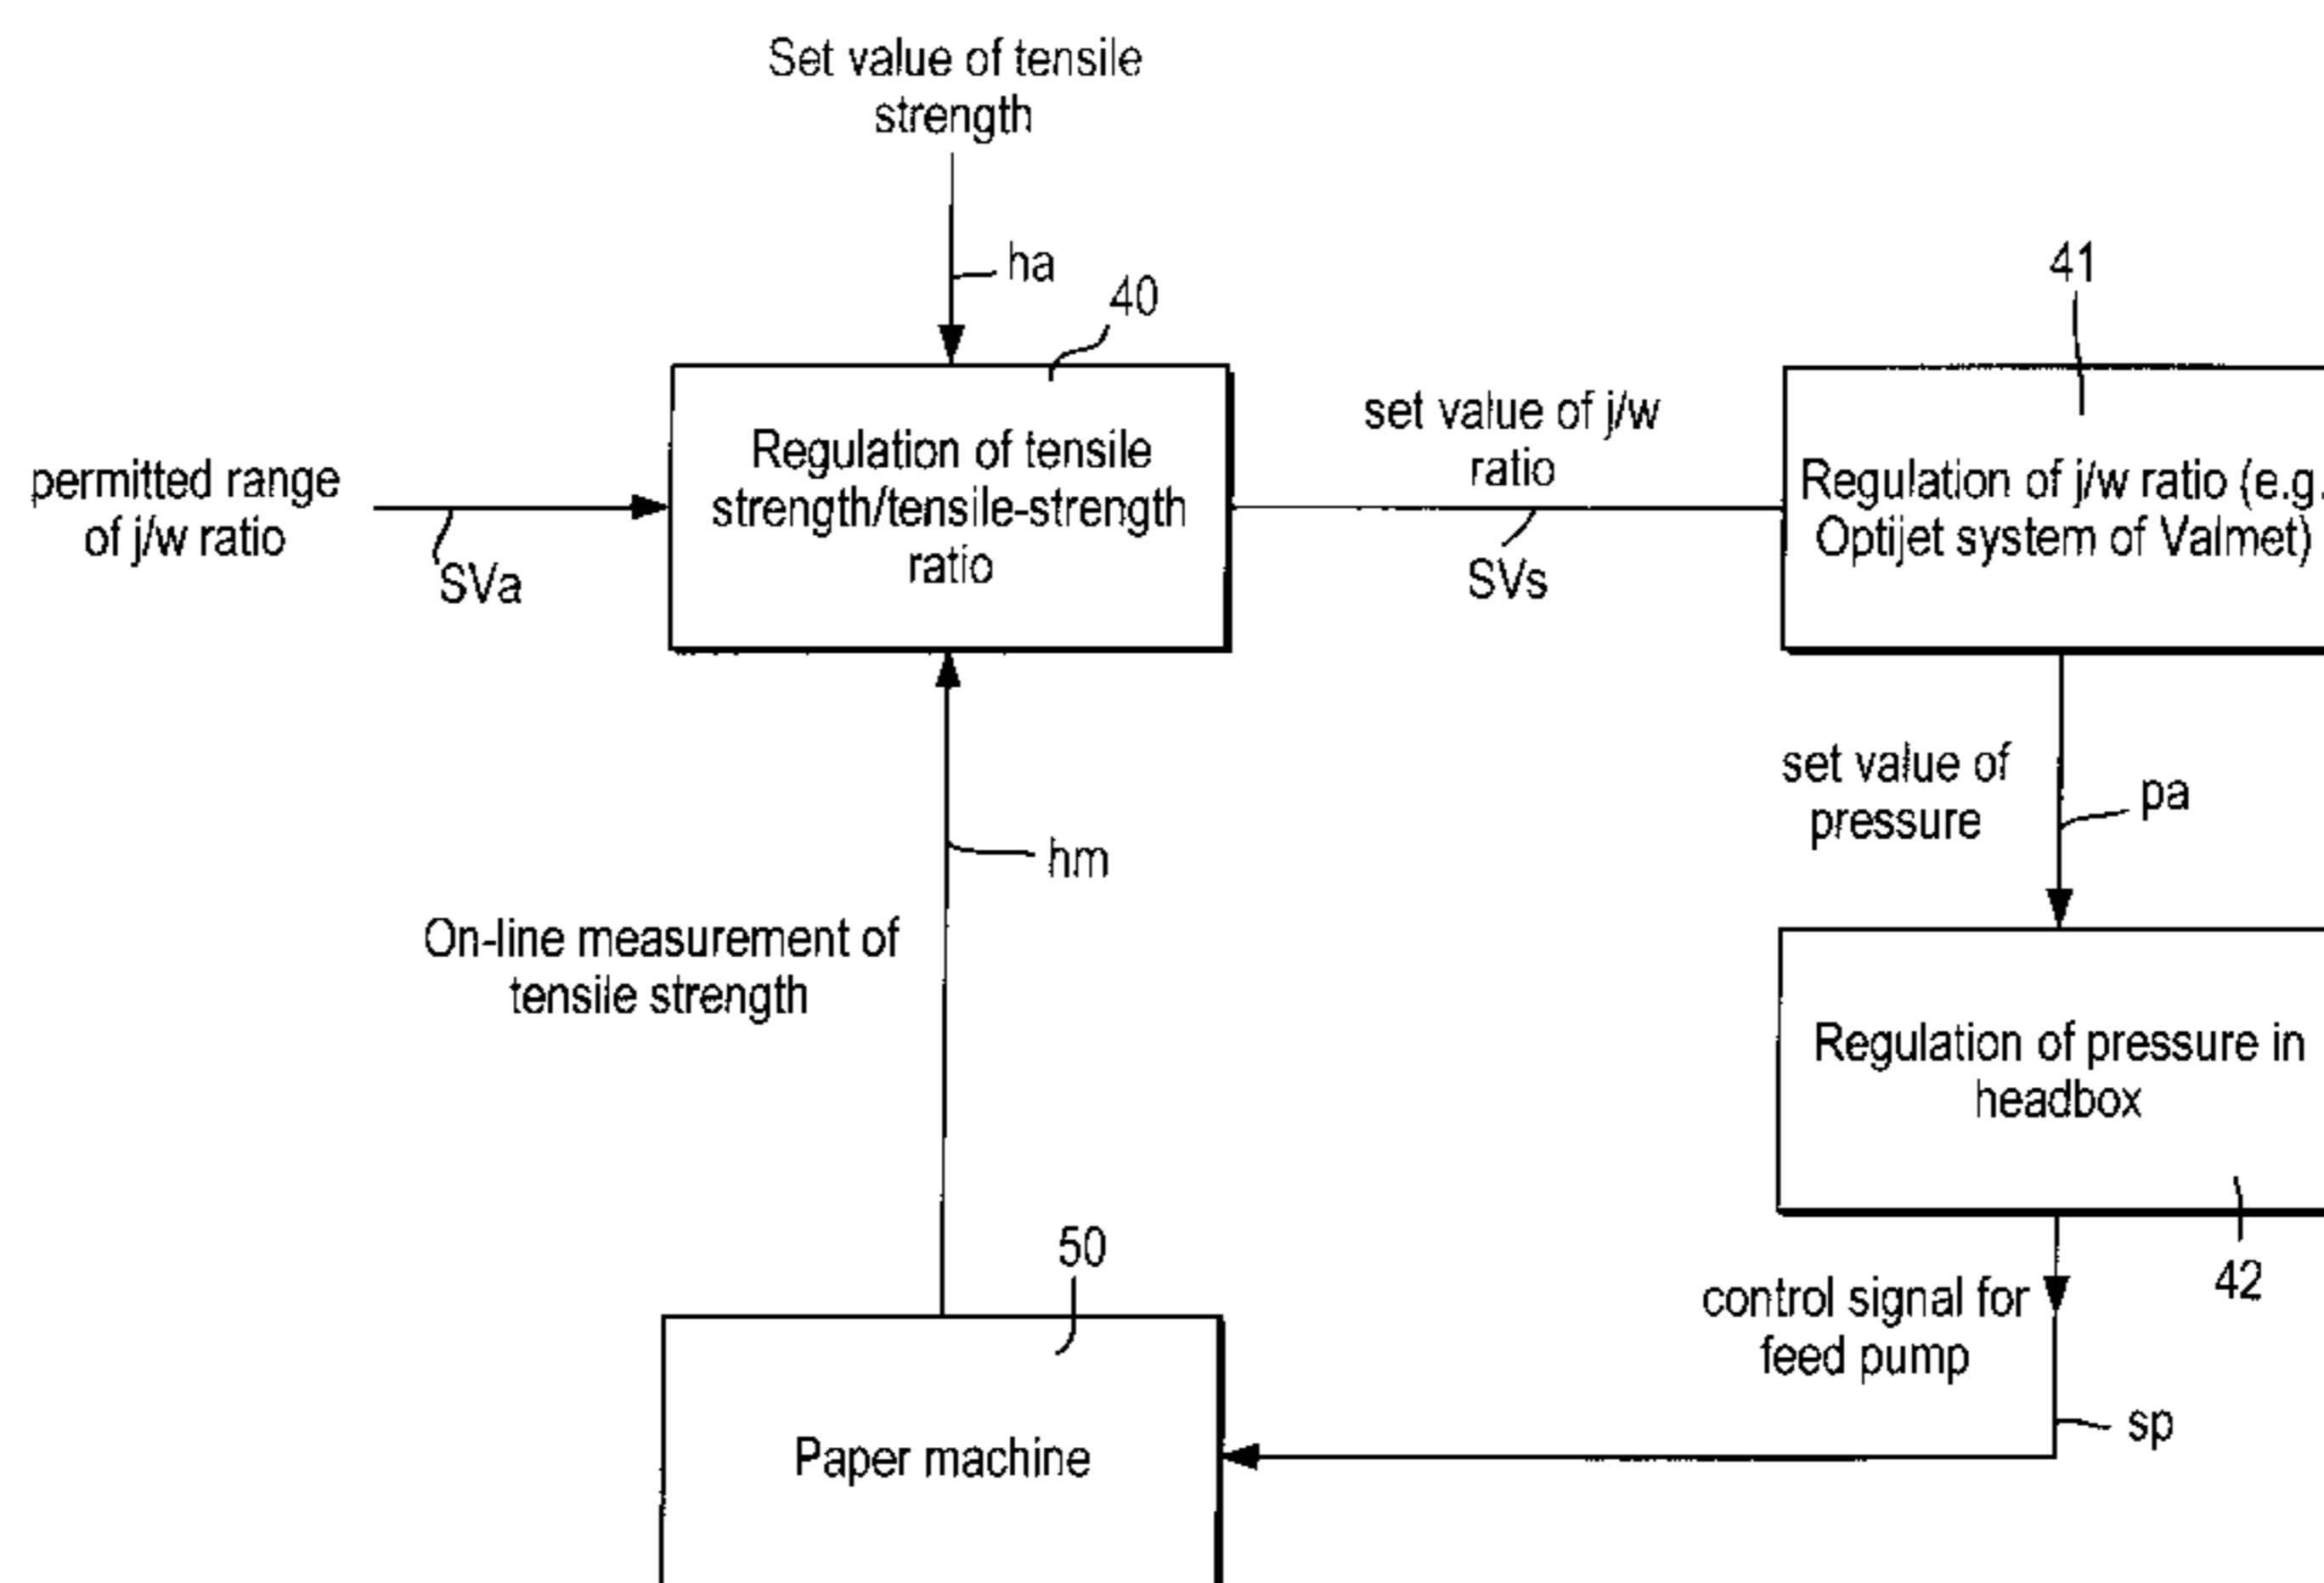 Set value of tensile
strength
ha
40
41
permitted range
of j/w ratio
SVa
Regulation of tensile
strength/tensile-strength
ratio
set value of j/w
ratio
SVs
Regulation of j/w ratio (e.g.
Optijet system of Valmet)
set value of
pressure
pa
hm
On-line measurement of
tensile strength
Regulation of pressure in
headbox
42
50
control signal for
feed pump
sp
Paper machine